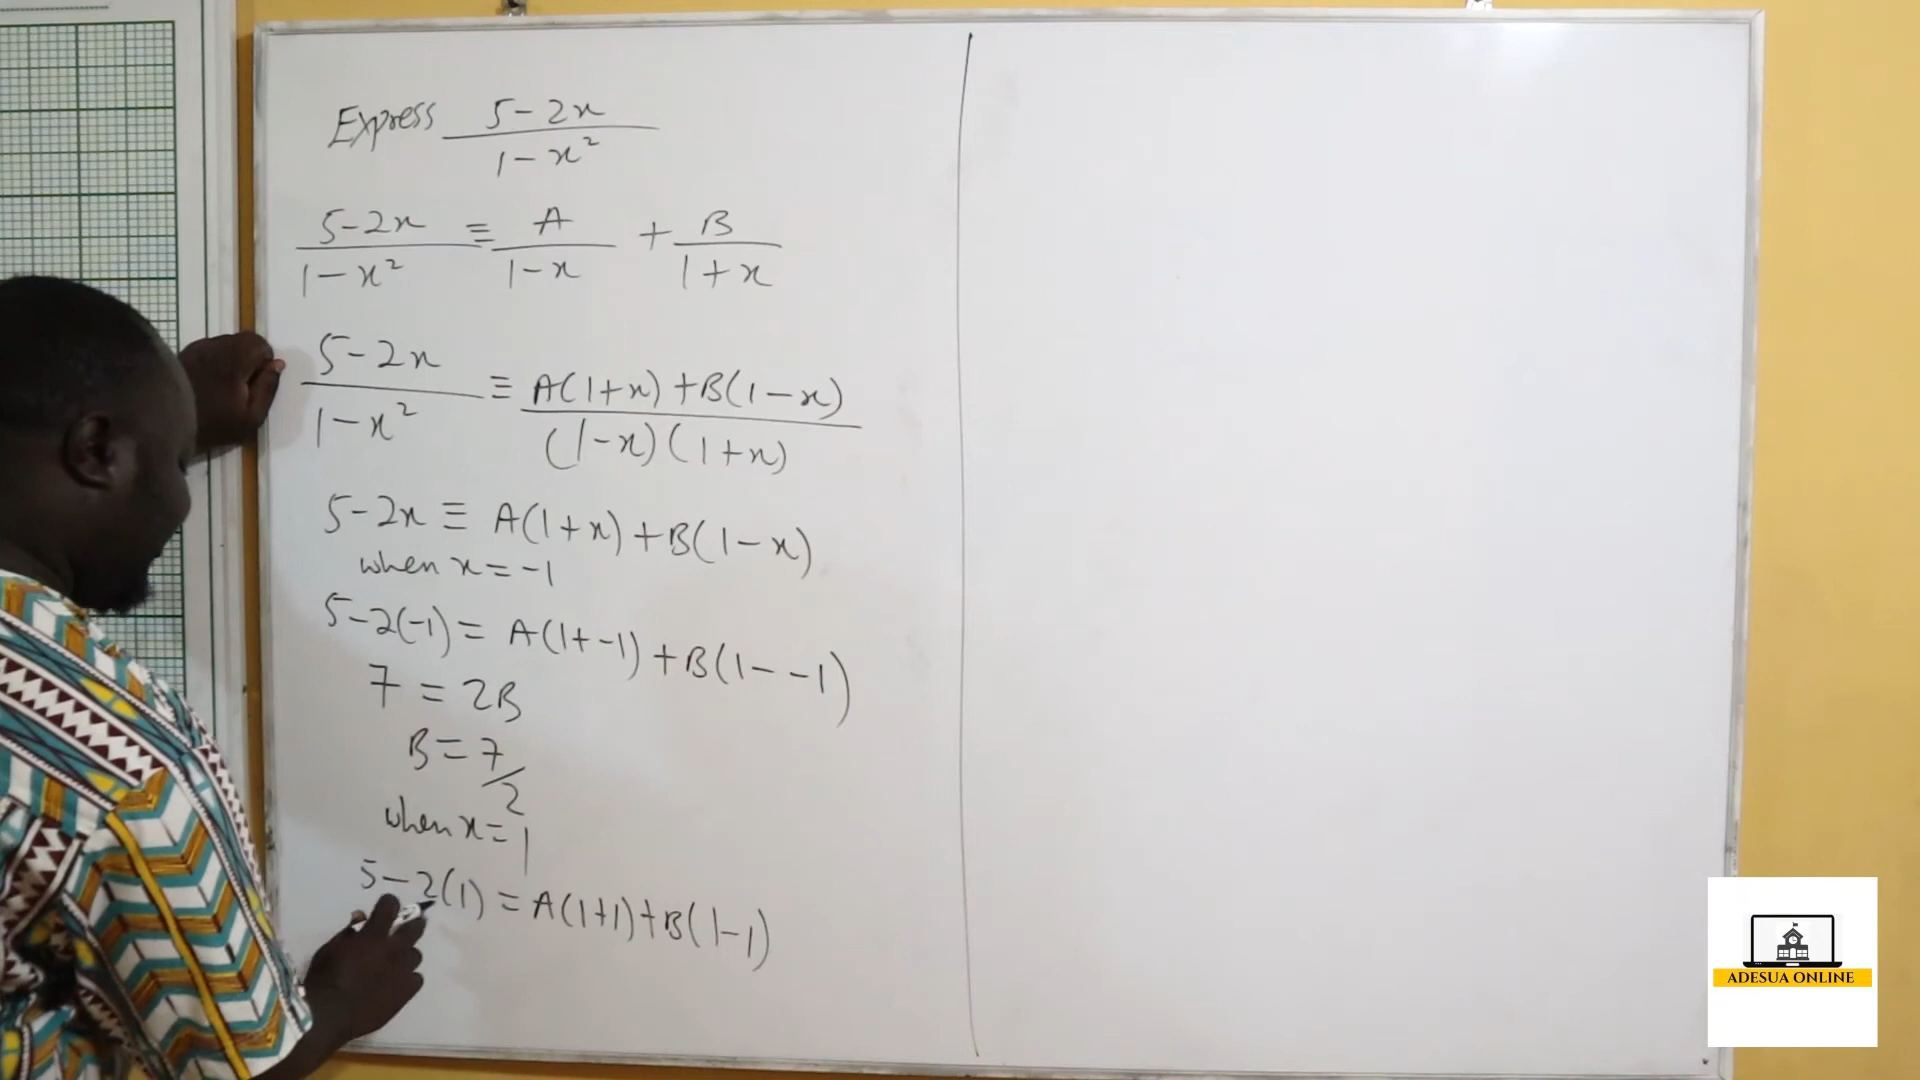 Express 5-2x / 1-x²
5-2x / 1-x² ≡ A / 1-x + B / 1+x
5-2x / 1-x² ≡ A(1+x)+B(1-x) / (1-x)(1+x)
5-2x ≡ A(1+x)+B(1-x)
when x=-1
5-2(-1) = A(1+-1)+B(1--1)
7 = 2B
B=7/2
when x=1
5-2(1) = A(1+1)+B(1-1)
ADESUA ONLINE